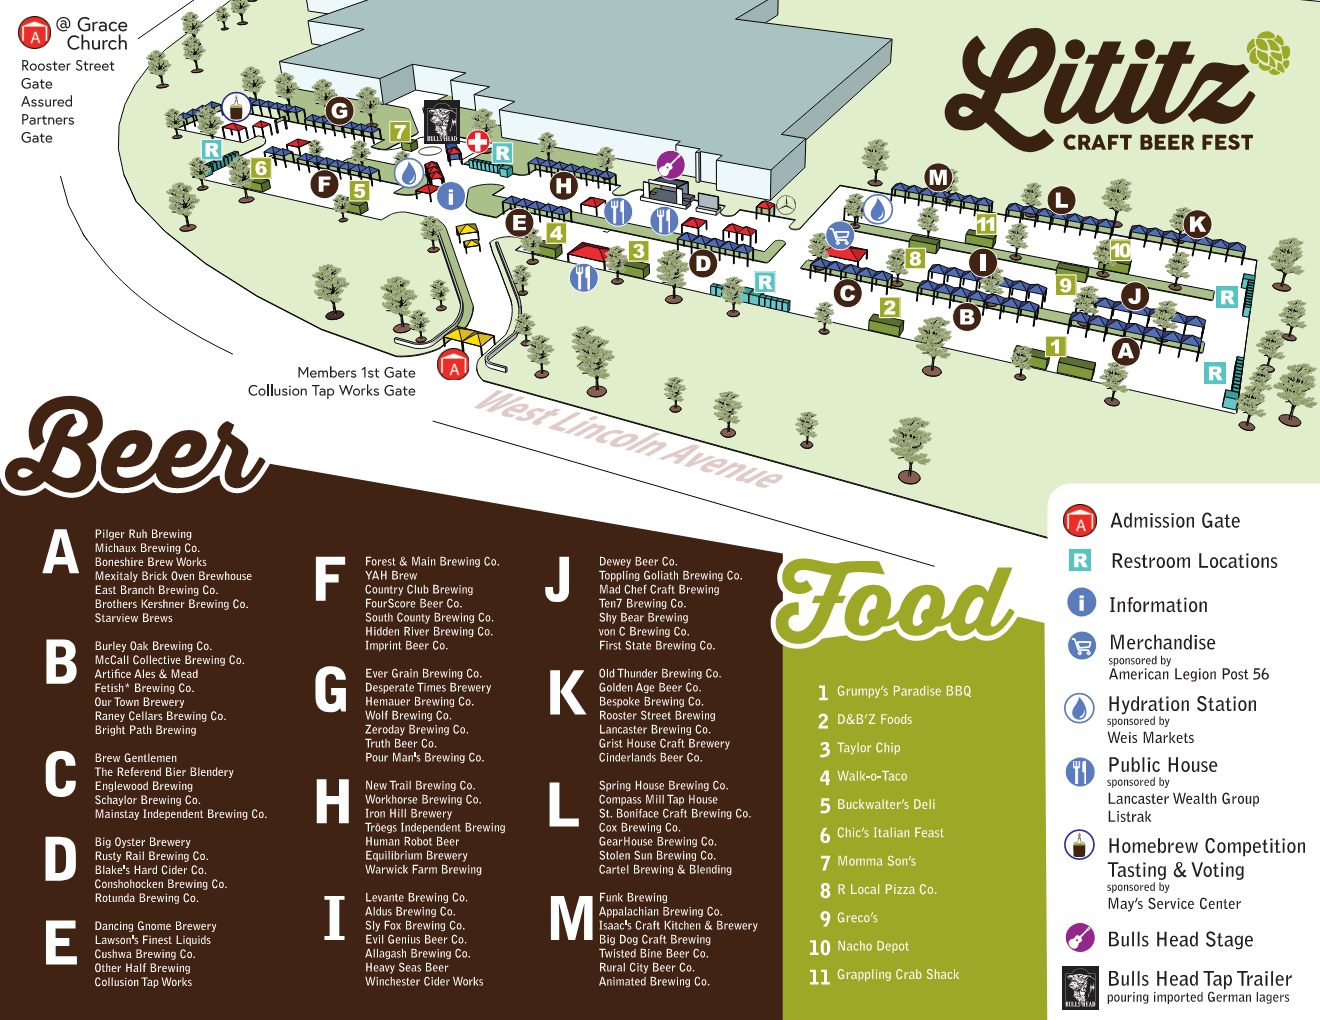 @ Grace
Church
Rooster Street
Gate
Assured
Partners
Gate
Lititz
CRAFT BEER FEST
A
G
7
BULLS HEAD
R
R
6
F
5
i
H
E
4
3
D
R
M
L
K
11
10
8
I
9
J
C
2
B
R
1
A
R
A
Members 1st Gate
Collusion Tap Works Gate
West Lincoln Avenue
Beer
A
Pilger Ruh Brewing
Michaux Brewing Co.
Boneshire Brew Works
Mexitaly Brick Oven Brewhouse
East Branch Brewing Co.
Brothers Kershner Brewing Co.
Starview Brews
B
Burley Oak Brewing Co.
McCall Collective Brewing Co.
Artifice Ales & Mead
Fetish* Brewing Co.
Our Town Brewery
Raney Cellars Brewing Co.
Bright Path Brewing
C
Brew Gentlemen
The Referend Bier Blendery
Englewood Brewing
Schaylor Brewing Co.
Mainstay Independent Brewing Co.
D
Big Oyster Brewery
Rusty Rail Brewing Co.
Blake's Hard Cider Co.
Conshohocken Brewing Co.
Rotunda Brewing Co.
E
Dancing Gnome Brewery
Lawson's Finest Liquids
Cushwa Brewing Co.
Other Half Brewing
Collusion Tap Works
F
Forest & Main Brewing Co.
YAH Brew
Country Club Brewing
FourScore Beer Co.
South County Brewing Co.
Hidden River Brewing Co.
Imprint Beer Co.
G
Ever Grain Brewing Co.
Desperate Times Brewery
Hemauer Brewing Co.
Wolf Brewing Co.
Zeroday Brewing Co.
Truth Beer Co.
Pour Man's Brewing Co.
H
New Trail Brewing Co.
Workhorse Brewing Co.
Iron Hill Brewery
Tröegs Independent Brewing
Human Robot Beer
Equilibrium Brewery
Warwick Farm Brewing
I
Levante Brewing Co.
Aldus Brewing Co.
Sly Fox Brewing Co.
Evil Genius Beer Co.
Allagash Brewing Co.
Heavy Seas Beer
Winchester Cider Works
J
Dewey Beer Co.
Toppling Goliath Brewing Co.
Mad Chef Craft Brewing
Ten7 Brewing Co.
Shy Bear Brewing
von C Brewing Co.
First State Brewing Co.
K
Old Thunder Brewing Co.
Golden Age Beer Co.
Bespoke Brewing Co.
Rooster Street Brewing
Lancaster Brewing Co.
Grist House Craft Brewery
Cinderlands Beer Co.
L
Spring House Brewing Co.
Compass Mill Tap House
St. Boniface Craft Brewing Co.
Cox Brewing Co.
GearHouse Brewing Co.
Stolen Sun Brewing Co.
Cartel Brewing & Blending
M
Funk Brewing
Appalachian Brewing Co.
Isaac's Craft Kitchen & Brewery
Big Dog Craft Brewing
Twisted Bine Beer Co.
Rural City Beer Co.
Animated Brewing Co.
Food
1 Grumpy's Paradise BBQ
2 D&B'Z Foods
3 Taylor Chip
4 Walk-o-Taco
5 Buckwalter's Deli
6 Chic's Italian Feast
7 Momma Son's
8 R Local Pizza Co.
9 Greco's
10 Nacho Depot
11 Grappling Crab Shack
A Admission Gate
R Restroom Locations
i Information
Merchandise
sponsored by
American Legion Post 56
Hydration Station
sponsored by
Weis Markets
Public House
sponsored by
Lancaster Wealth Group
Listrak
Homebrew Competition
Tasting & Voting
sponsored by
May's Service Center
Bulls Head Stage
BULLS HEAD
Bulls Head Tap Trailer
pouring imported German lagers